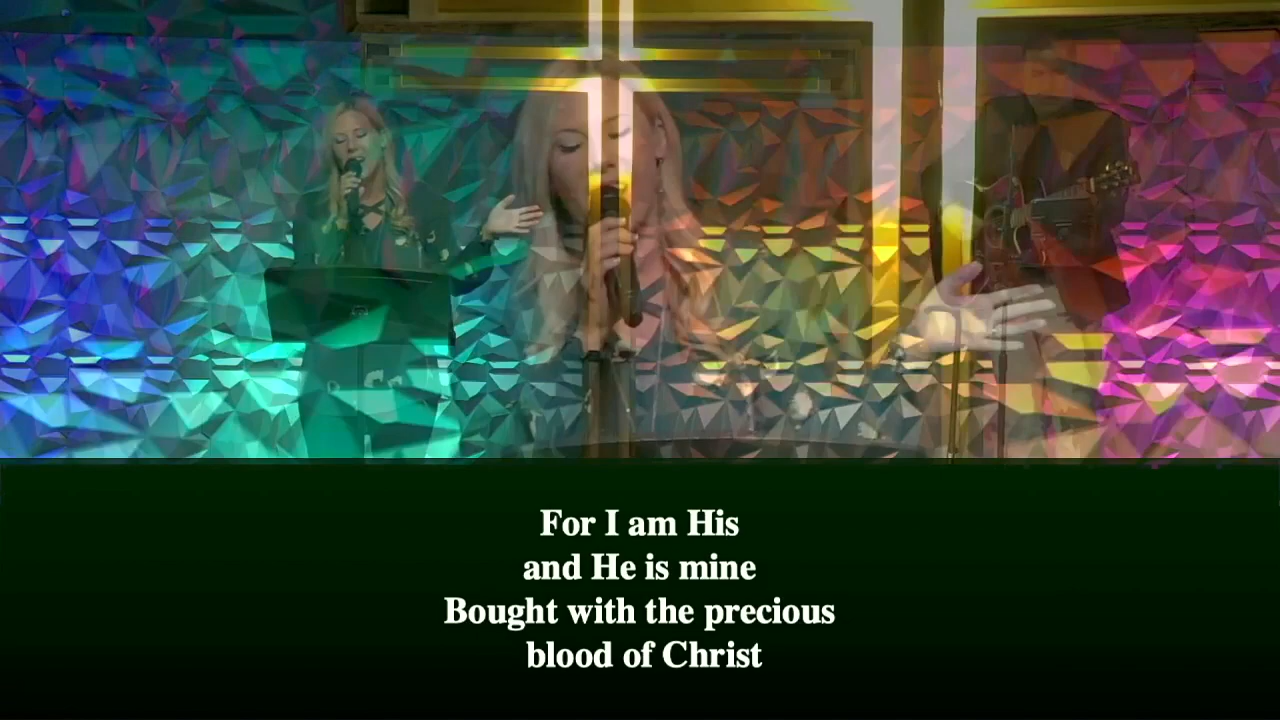 For I am His
and He is mine
Bought with the precious
blood of Christ